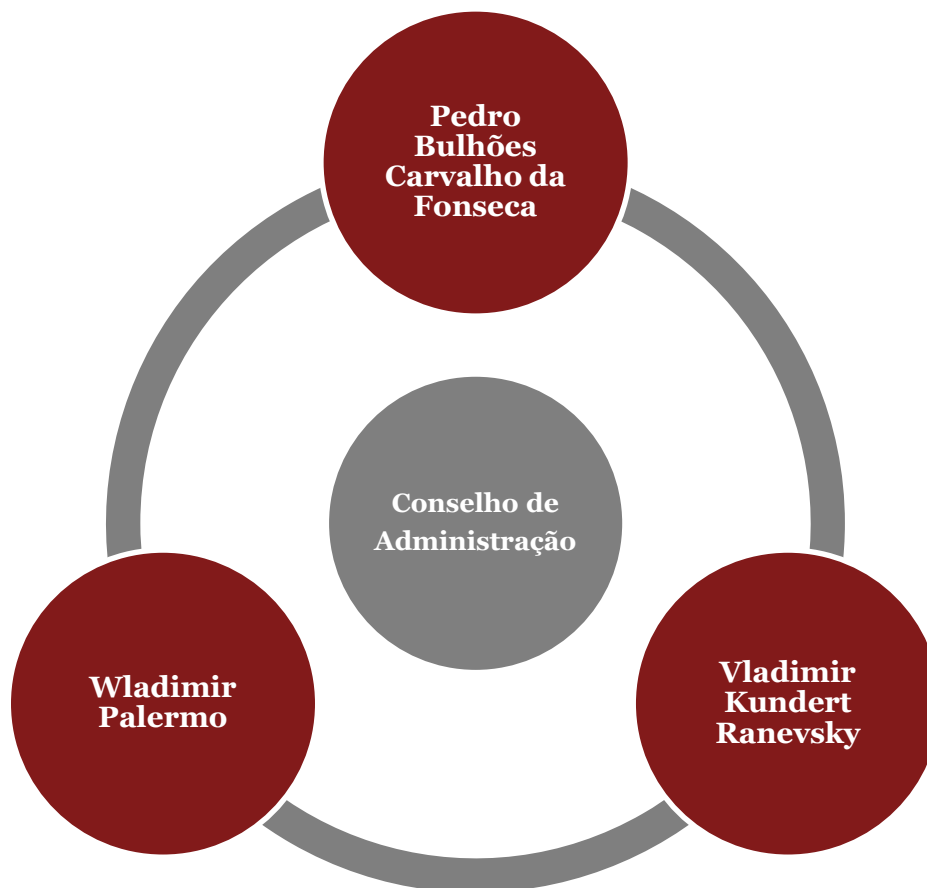 Pedro
Bulhões
Carvalho da
Fonseca
Conselho de
Administração
Wladimir
Palermo
Vladimir
Kundert
Ranevsky